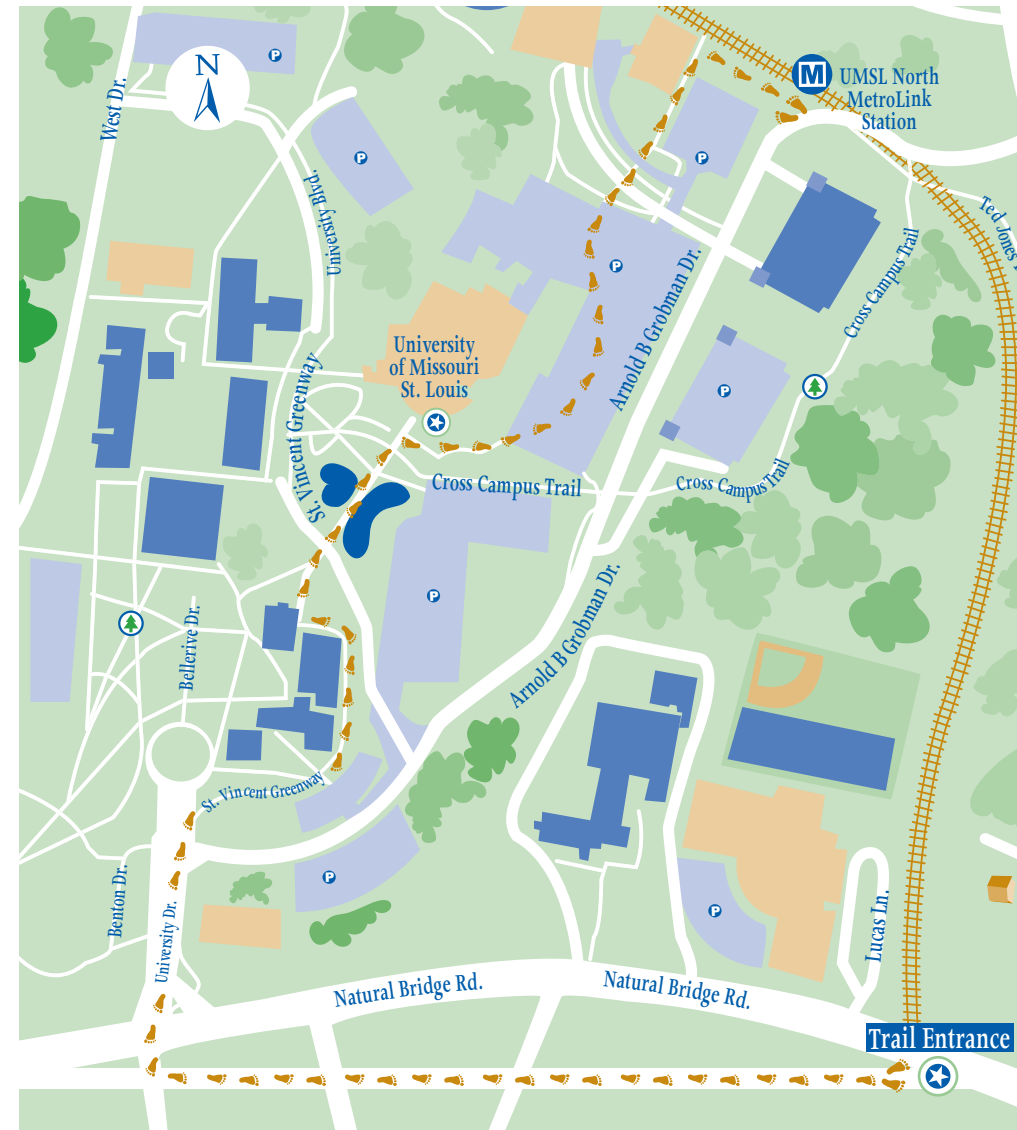 N
P
M
UMSL North
MetroLink
Station
West Dr.
P
P
University Blvd.
Ted Jones
Cross Campus Trail
P
Arnold B Grobman Dr.
University
of Missouri
St. Louis
St. Vincent Greenway
P
Cross Campus Trail
Cross Campus Trail
P
Arnold B Grobman Dr.
Bellerive Dr.
St. Vincent Greenway
P
P
Benton Dr.
University Dr.
Lucas Ln.
Natural Bridge Rd.
Natural Bridge Rd.
Trail Entrance